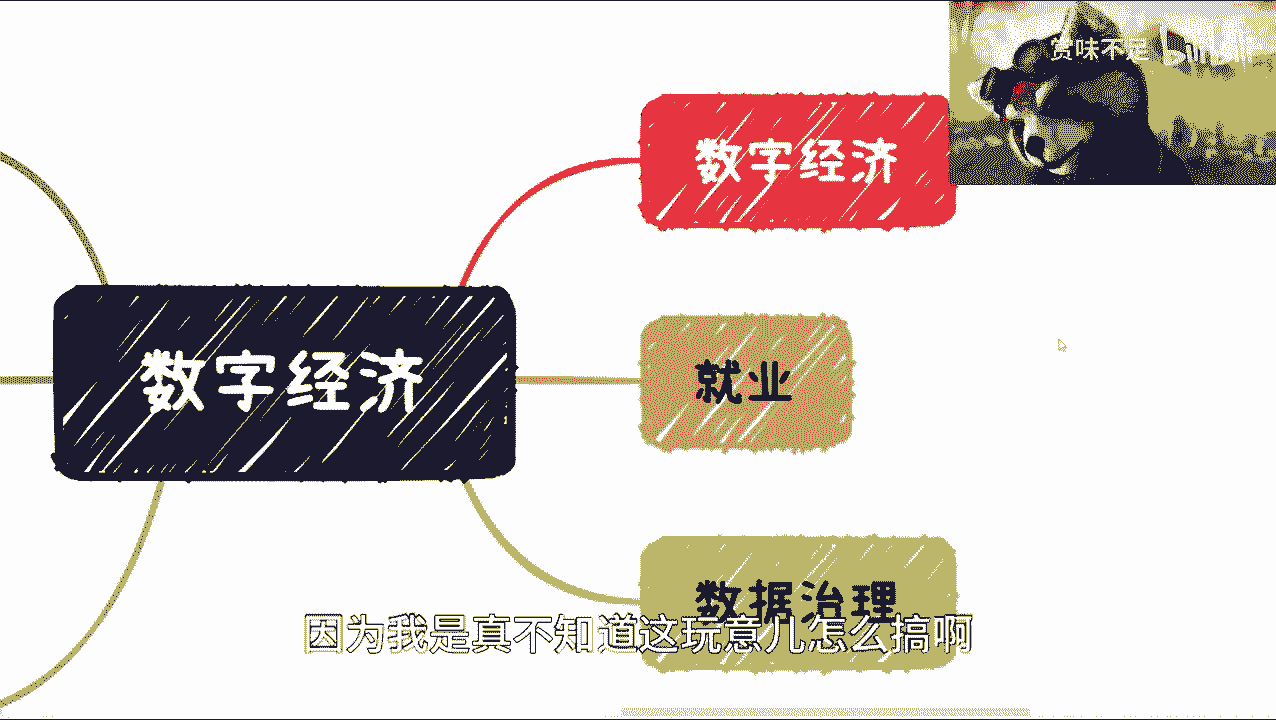 赏味不足 bilibili
数字经济
数字经济
就业
数据治理
因为我是真不知道这玩意儿怎么搞啊